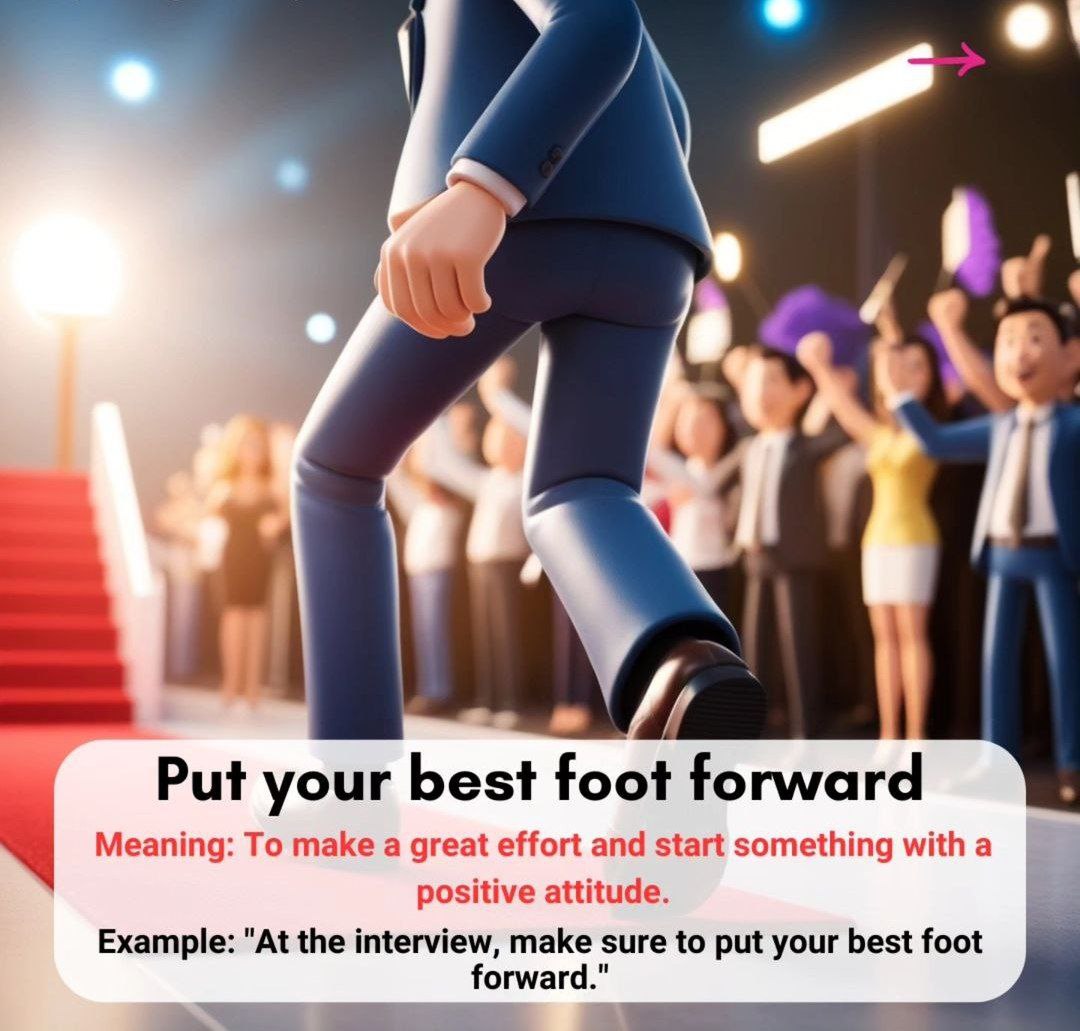 Put your best foot forward
Meaning: To make a great effort and start something with a
positive attitude.
Example: "At the interview, make sure to put your best foot
forward."